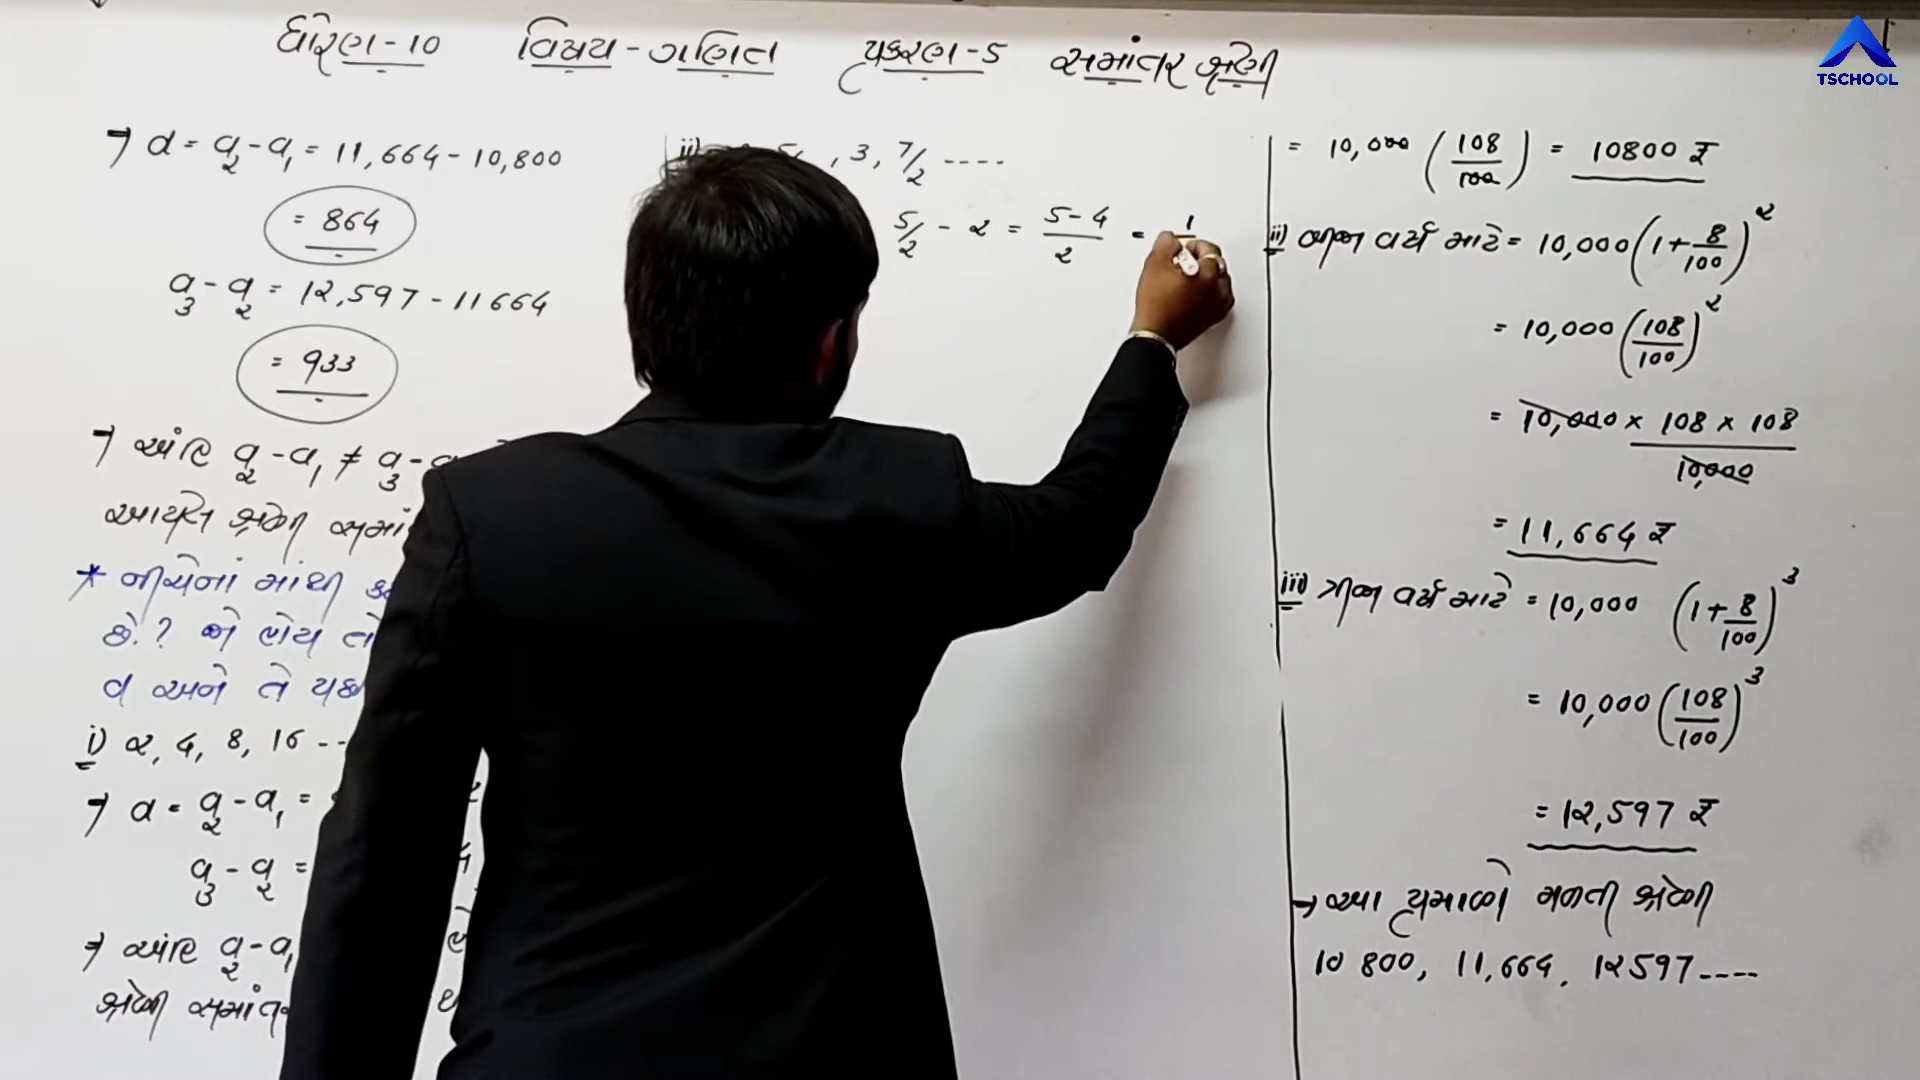 ધોરણ-10 વિષય-ગણિત પ્રકરણ-5 સમાંતર શ્રેણી
TSCHOOL
→ d = a₂ - a₁ = 11,664 - 10,800
= 864
a₃ - a₂ = 12,597 - 11664
= 933
→ અહિં a₂ - a₁ ≠ a₃ -
આપેલ શ્રેણી
* નીચેનાં માંથી
છે.? જો હોય તો
d અને તે પછી
i) 2, 4, 8, 16 --
→ d = a₂ - a₁ =
a₃ - a₂ =
→ અહિં a₂ - a₁
શ્રેણી
ii) , 3, 7/2 ----
5/2 - 2 = (5-4)/2 = 1
= 10,000 (108/100) = 10800 ₹
ii) બીજા વર્ષ માટે = 10,000 (1 + 8/100)²
= 10,000 (108/100)²
= 10,000 × 108 × 108 / 10,000
= 11,664 ₹
iii) ત્રીજા વર્ષ માટે = 10,000 (1 + 8/100)³
= 10,000 (108/100)³
= 12,597 ₹
→ આ પ્રમાણે મળતી શ્રેણી
10 800, 11,664, 12597----